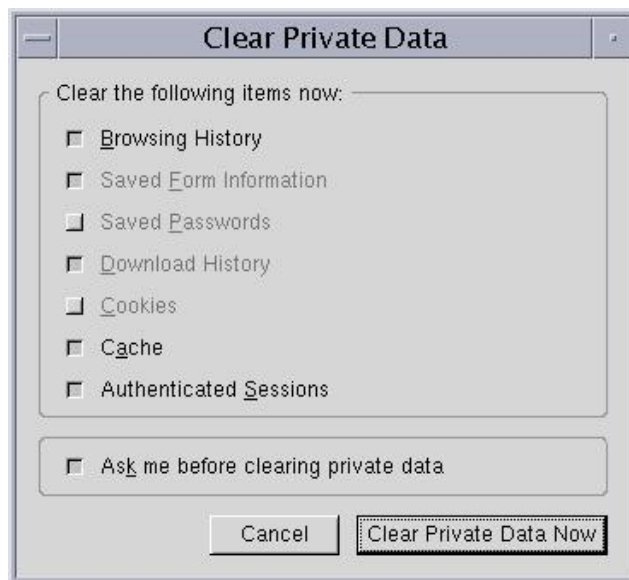 Clear Private Data
Clear the following items now:
Browsing History
Saved Form Information
Saved Passwords
Download History
Cookies
Cache
Authenticated Sessions
Ask me before clearing private data
Cancel
Clear Private Data Now